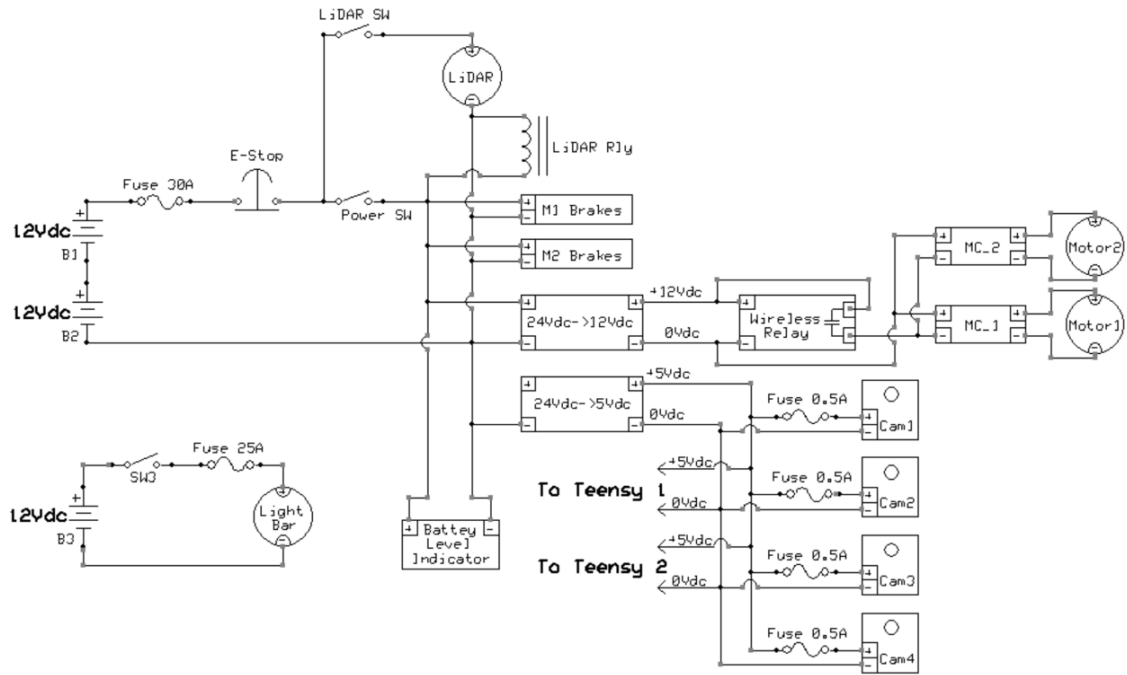 LiDAR SW
+
LiDAR
-
LiDAR Rly
E-Stop
Fuse 30A
Power SW
+
12Vdc
B1
+
12Vdc
B2
+ M1 Brakes
-
+ M2 Brakes
-
+ +
24Vdc->12Vdc
- -
+12Vdc
0Vdc
+
Wireless
Relay
-
+ +
MC_2
- -
+
Motor2
-
+ +
MC_1
- -
+
Motor1
-
+ +
24Vdc->5Vdc
- -
+5Vdc
0Vdc
Fuse 0.5A
+
- Cam1
+5Vdc
To Teensy 1
0Vdc
Fuse 0.5A
+
- Cam2
+5Vdc
To Teensy 2
0Vdc
Fuse 0.5A
+
- Cam3
Fuse 0.5A
+
- Cam4
Fuse 25A
SW3
+
12Vdc
B3
+
Light
Bar
-
+ Battey -
Level
Indicator